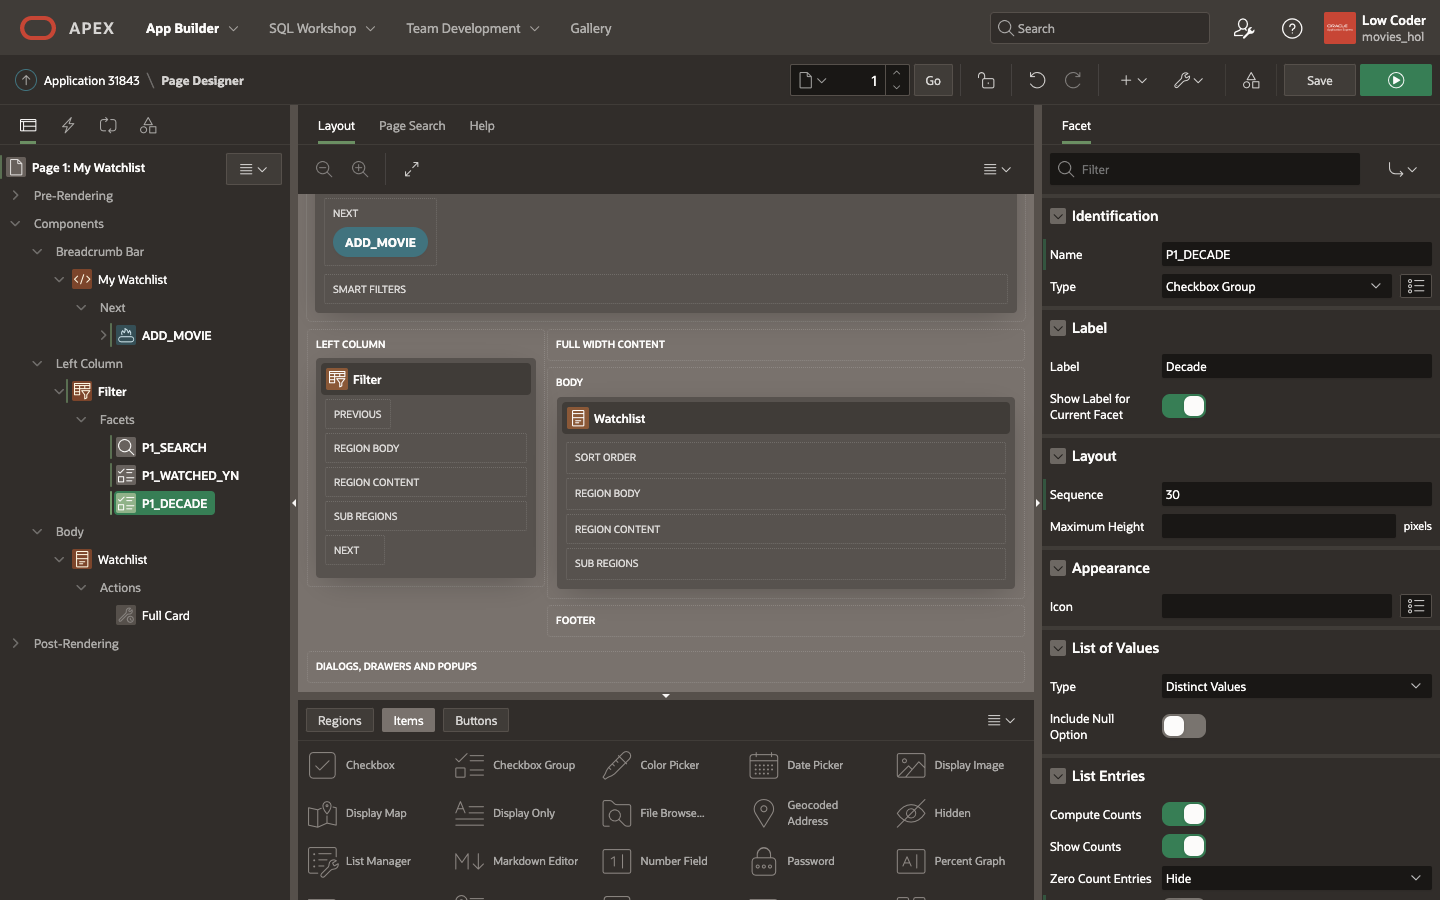 APEX
App Builder
SQL Workshop
Team Development
Gallery
Search
Low Coder
movies_hol
Application 31843 \ Page Designer
1
Go
Save
Page 1: My Watchlist
Pre-Rendering
Components
Breadcrumb Bar
My Watchlist
Next
ADD_MOVIE
Left Column
Filter
Facets
P1_SEARCH
P1_WATCHED_YN
P1_DECADE
Body
Watchlist
Actions
Full Card
Post-Rendering
Layout
Page Search
Help
NEXT
ADD_MOVIE
SMART FILTERS
LEFT COLUMN
Filter
PREVIOUS
REGION BODY
REGION CONTENT
SUB REGIONS
NEXT
FULL WIDTH CONTENT
BODY
Watchlist
SORT ORDER
REGION BODY
REGION CONTENT
SUB REGIONS
FOOTER
DIALOGS, DRAWERS AND POPUPS
Regions
Items
Buttons
Checkbox
Checkbox Group
Color Picker
Date Picker
Display Image
Display Map
Display Only
File Browse...
Geocoded
Address
Hidden
List Manager
Markdown Editor
Number Field
Password
Percent Graph
Facet
Filter
Identification
Name
P1_DECADE
Type
Checkbox Group
Label
Label
Decade
Show Label for
Current Facet
Layout
Sequence
30
Maximum Height
pixels
Appearance
Icon
List of Values
Type
Distinct Values
Include Null
Option
List Entries
Compute Counts
Show Counts
Zero Count Entries
Hide